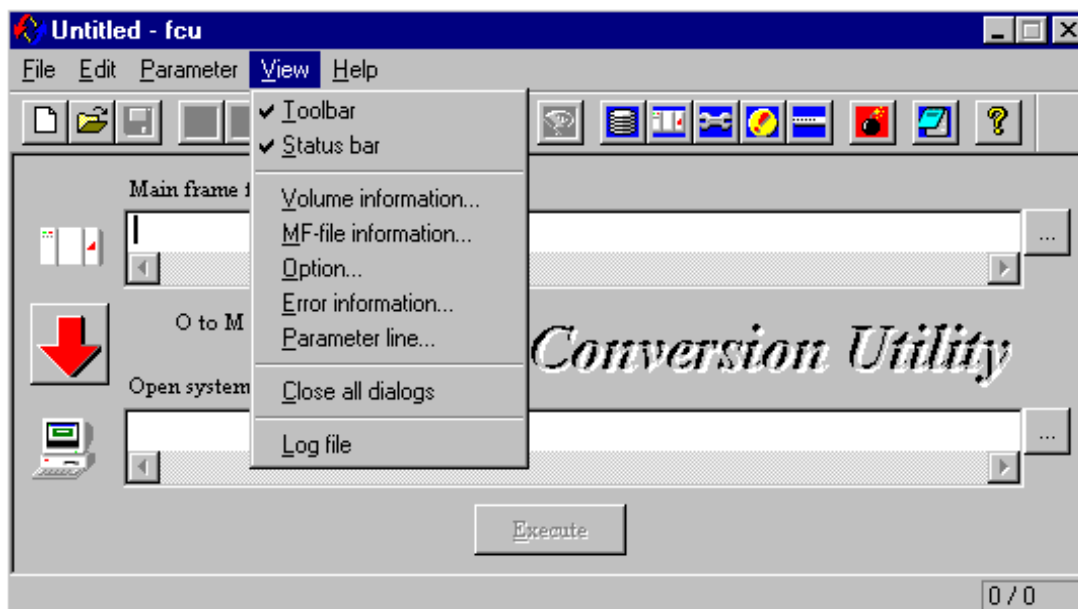 Untitled - fcu
File Edit Parameter View Help
Toolbar
Status bar
Volume information...
MF-file information...
Option...
Error information...
Parameter line...
Close all dialogs
Log file
Main frame
...
O to M
Conversion Utility
Open system
...
Execute
0 / 0